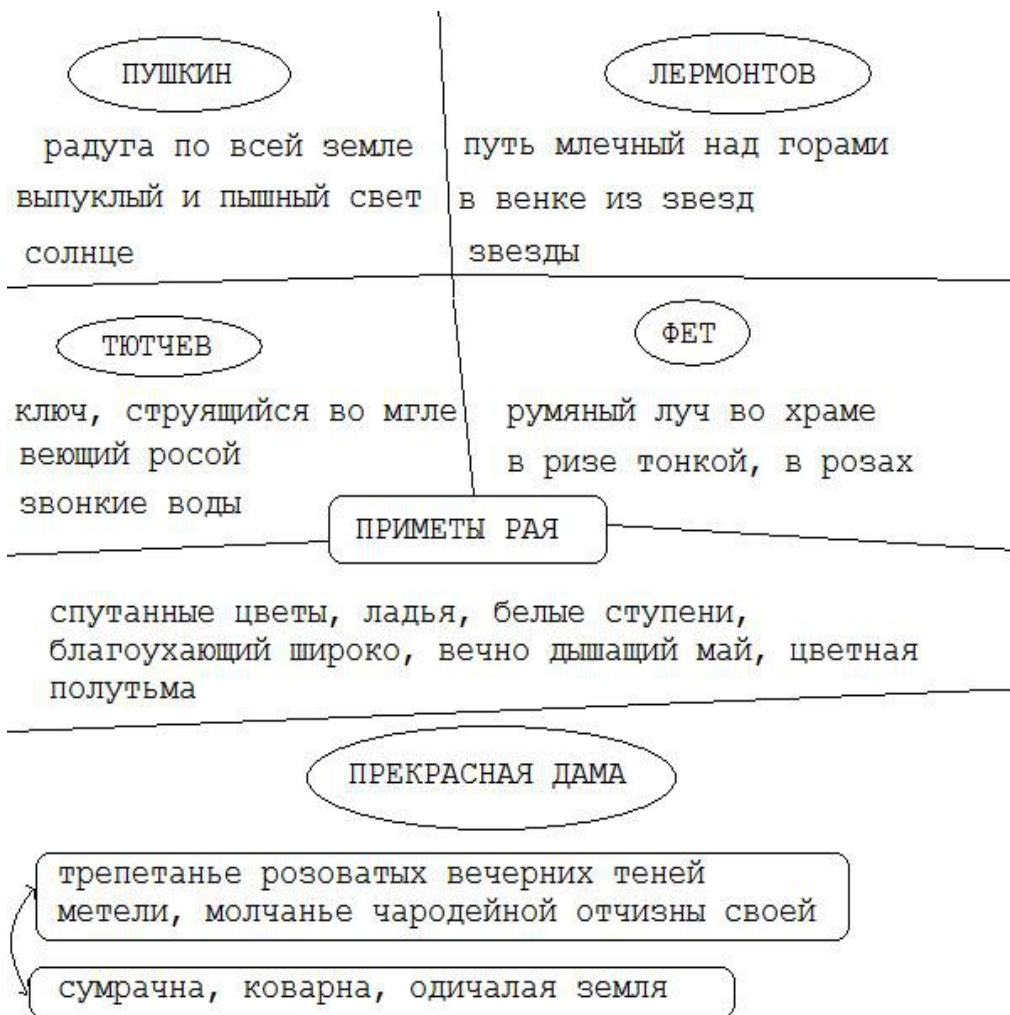 ПУШКИН
радуга по всей земле
выпуклый и пышный свет
солнце
ЛЕРМОНТОВ
путь млечный над горами
в венке из звезд
звезды
ТЮТЧЕВ
ключ, струящийся во мгле
веющий росой
звонкие воды
ФЕТ
румяный луч во храме
в ризе тонкой, в розах
ПРИМЕТЫ РАЯ
спутанные цветы, ладья, белые ступени,
благоухающий широко, вечно дышащий май, цветная
полутьма
ПРЕКРАСНАЯ ДАМА
трепетанье розоватых вечерних теней
метели, молчанье чародейной отчизны своей
сумрачна, коварна, одичалая земля